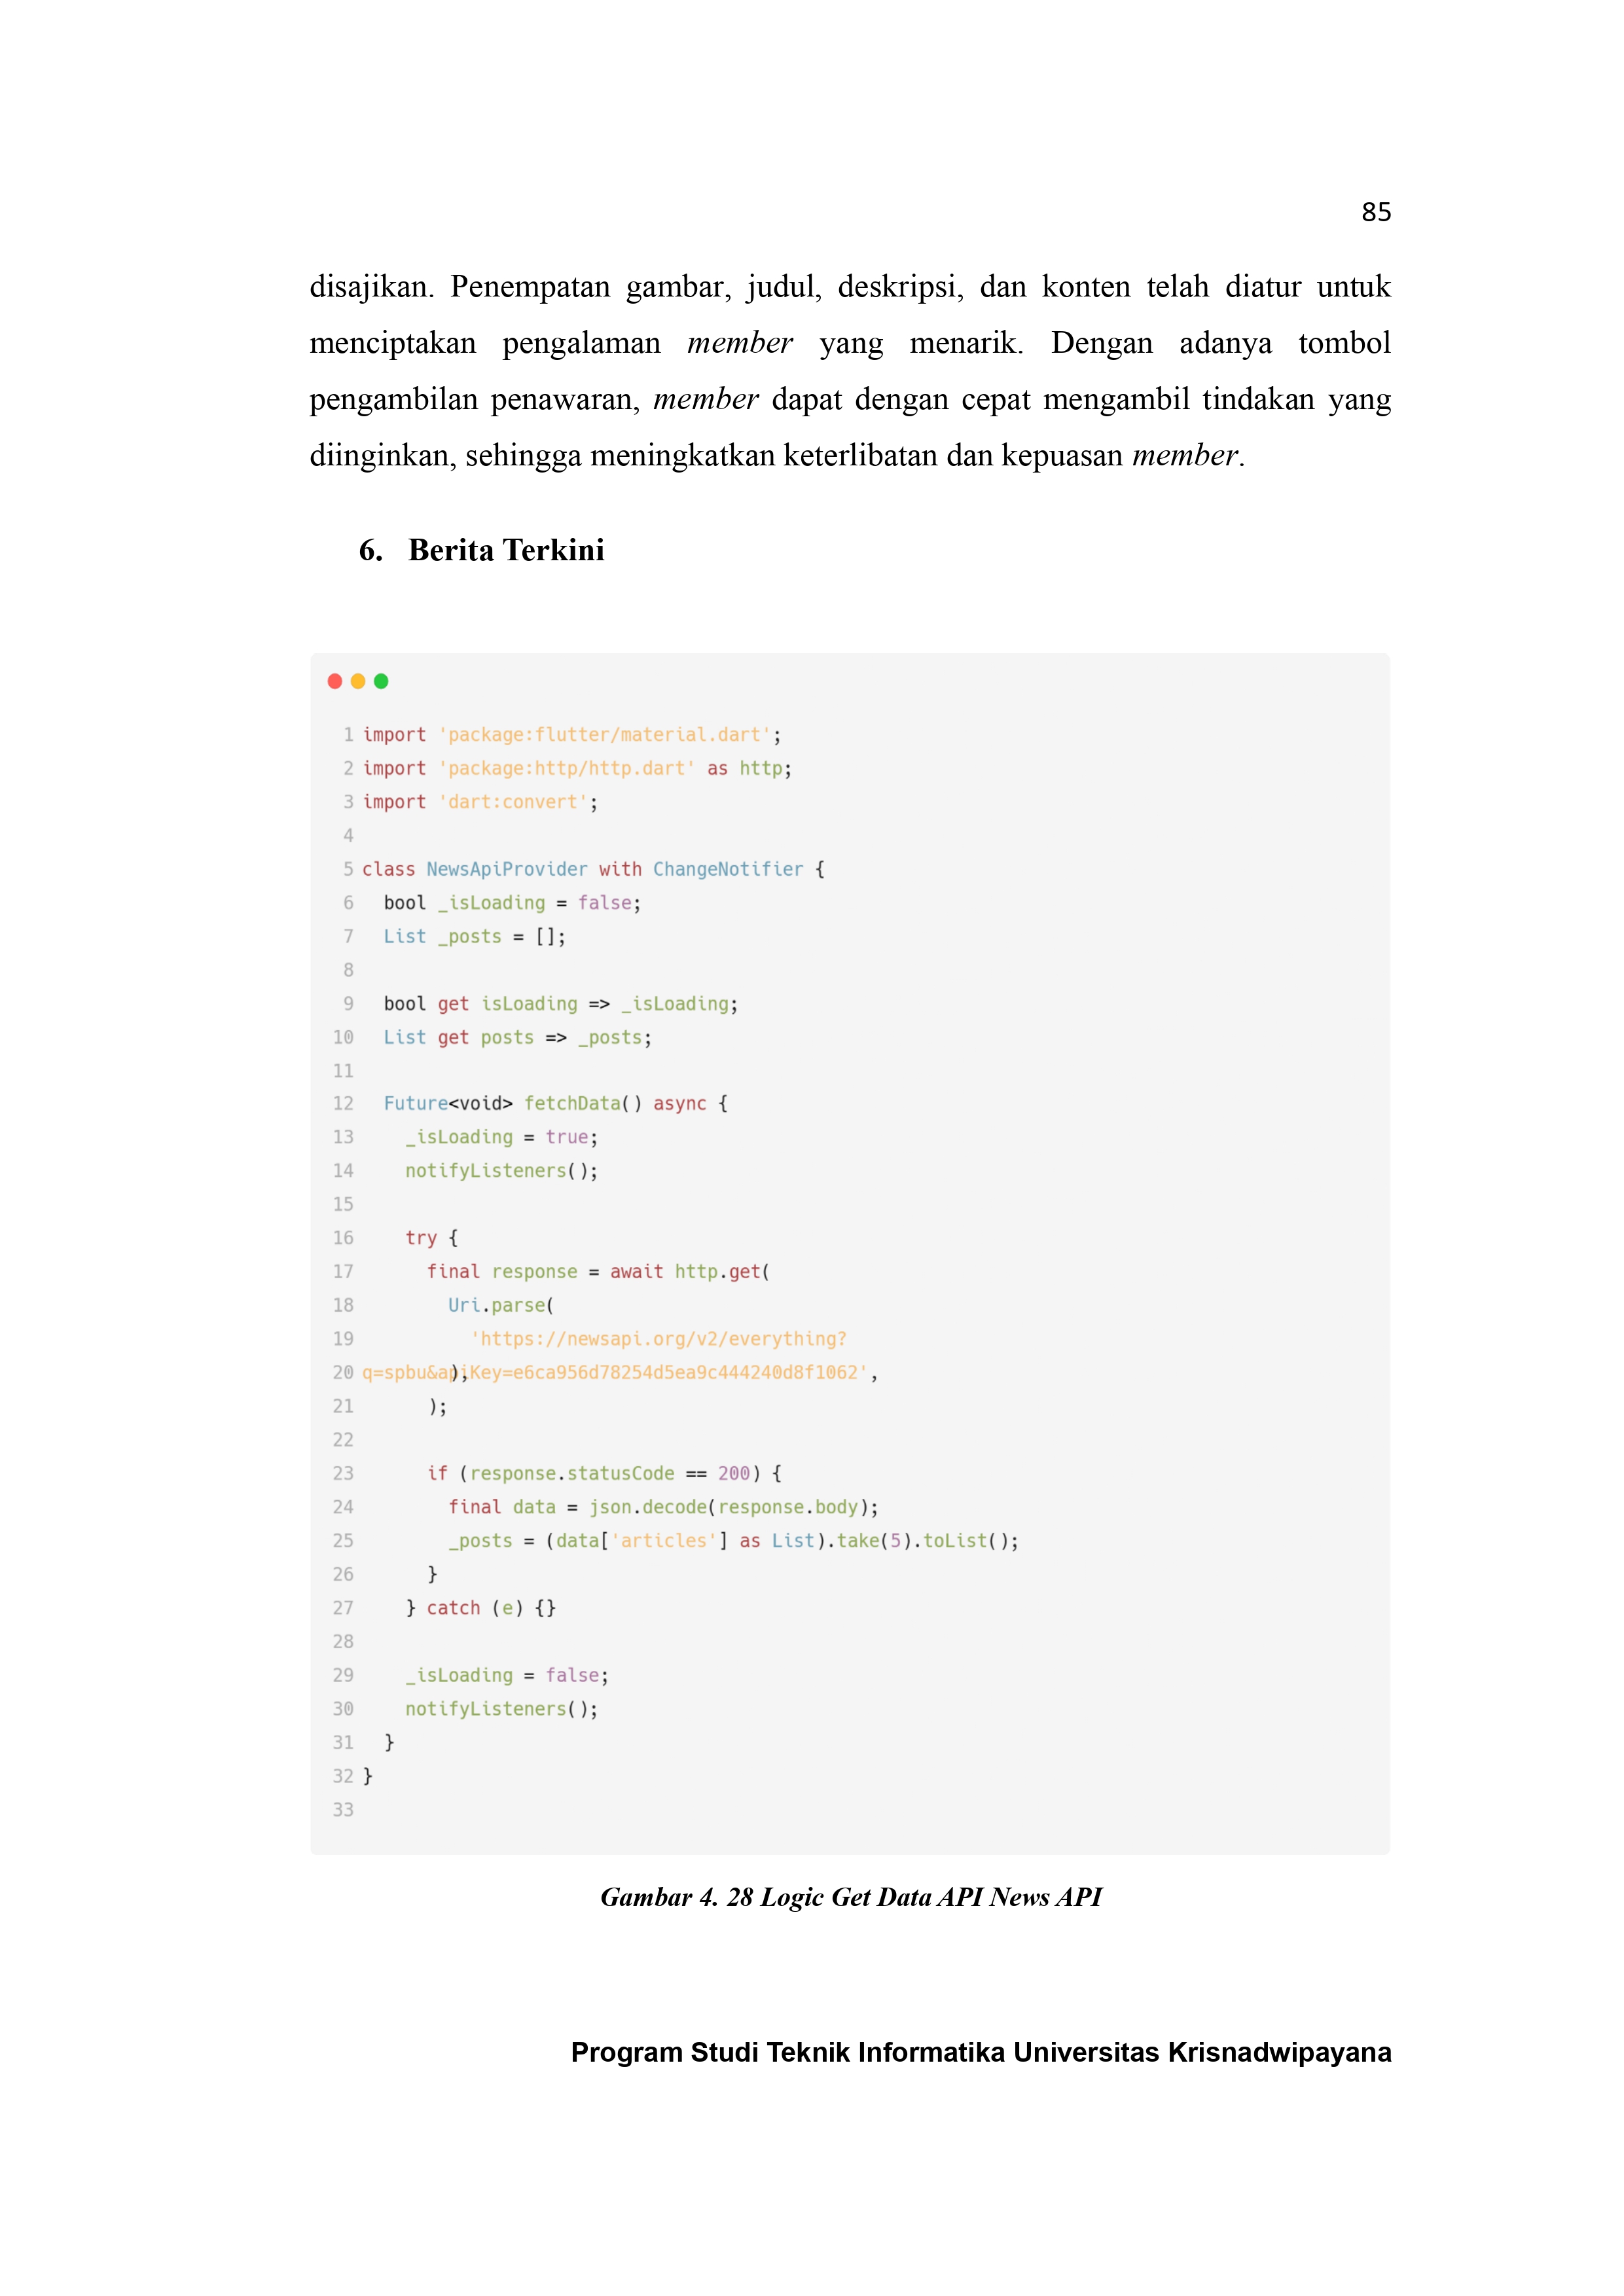 85
disajikan. Penempatan gambar, judul, deskripsi, dan konten telah diatur untuk
menciptakan pengalaman member yang menarik. Dengan adanya tombol
pengambilan penawaran, member dapat dengan cepat mengambil tindakan yang
diinginkan, sehingga meningkatkan keterlibatan dan kepuasan member.
6. Berita Terkini
1 import 'package:flutter/material.dart';
2 import 'package:http/http.dart' as http;
3 import 'dart:convert';
4
5 class NewsApiProvider with ChangeNotifier {
6   bool _isLoading = false;
7   List _posts = [];
8
9   bool get isLoading => _isLoading;
10   List get posts => _posts;
11
12   Future<void> fetchData() async {
13     _isLoading = true;
14     notifyListeners();
15
16     try {
17       final response = await http.get(
18         Uri.parse(
19           'https://newsapi.org/v2/everything?
20 q=spbu&apiKey=e6ca956d78254d5ea9c444240d8f1062',
),
21       );
22
23       if (response.statusCode == 200) {
24         final data = json.decode(response.body);
25         _posts = (data['articles'] as List).take(5).toList();
26       }
27     } catch (e) {}
28
29     _isLoading = false;
30     notifyListeners();
31   }
32 }
33
Gambar 4. 28 Logic Get Data API News API
Program Studi Teknik Informatika Universitas Krisnadwipayana